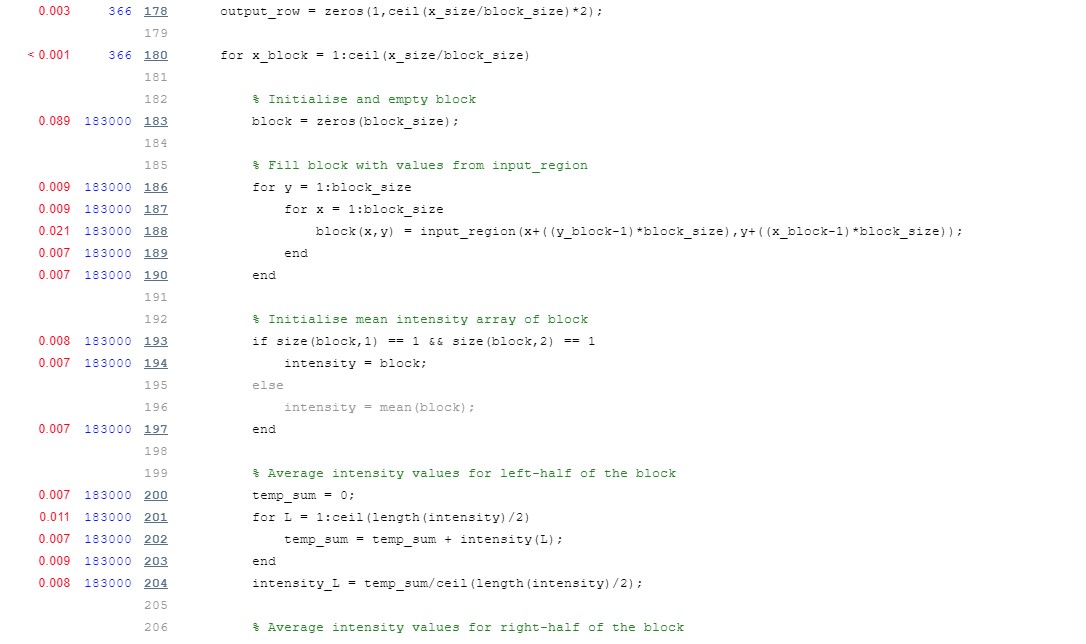 0.003 366 178 output_row = zeros(1,ceil(x_size/block_size)*2);
179
< 0.001 366 180 for x_block = 1:ceil(x_size/block_size)
181
182 % Initialise and empty block
0.089 183000 183 block = zeros(block_size);
184
185 % Fill block with values from input_region
0.009 183000 186 for y = 1:block_size
0.009 183000 187 for x = 1:block_size
0.021 183000 188 block(x,y) = input_region(x+((y_block-1)*block_size),y+((x_block-1)*block_size));
0.007 183000 189 end
0.007 183000 190 end
191
192 % Initialise mean intensity array of block
0.008 183000 193 if size(block,1) == 1 && size(block,2) == 1
0.007 183000 194 intensity = block;
195 else
196 intensity = mean(block);
0.007 183000 197 end
198
199 % Average intensity values for left-half of the block
0.007 183000 200 temp_sum = 0;
0.011 183000 201 for L = 1:ceil(length(intensity)/2)
0.007 183000 202 temp_sum = temp_sum + intensity(L);
0.009 183000 203 end
0.008 183000 204 intensity_L = temp_sum/ceil(length(intensity)/2);
205
206 % Average intensity values for right-half of the block